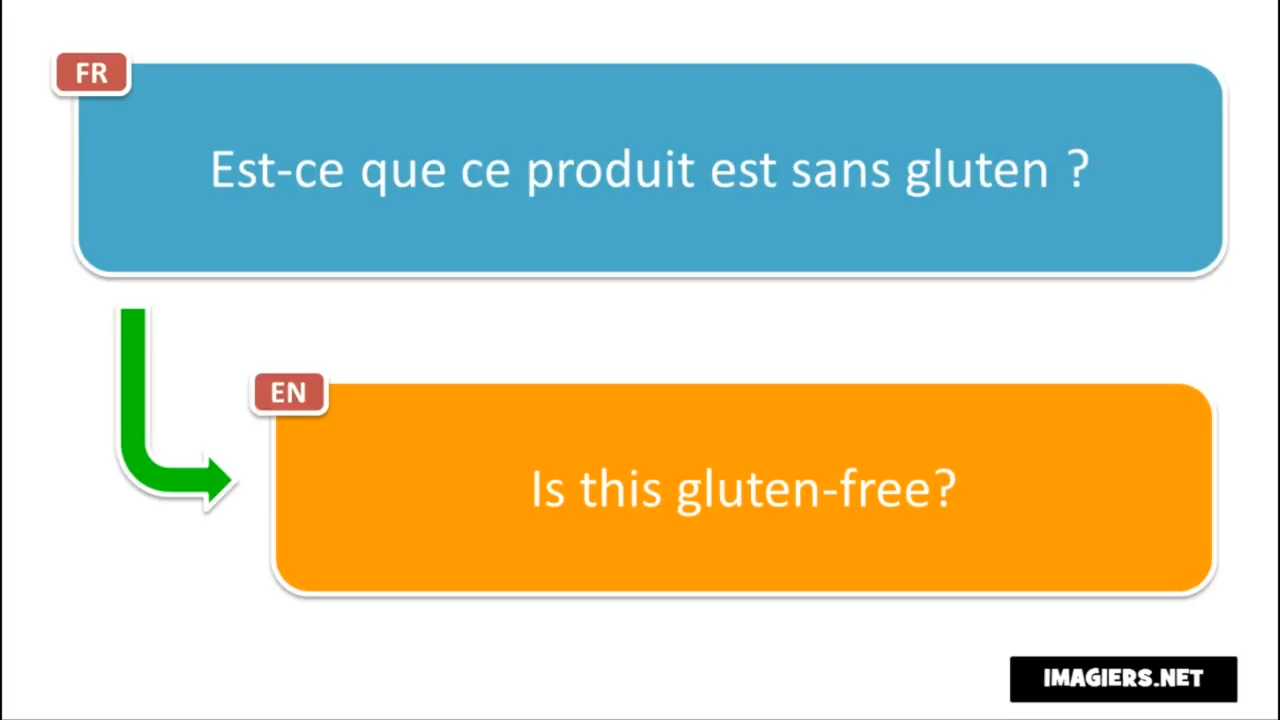 FR
Est-ce que ce produit est sans gluten ?
EN
Is this gluten-free?
IMAGIERS.NET